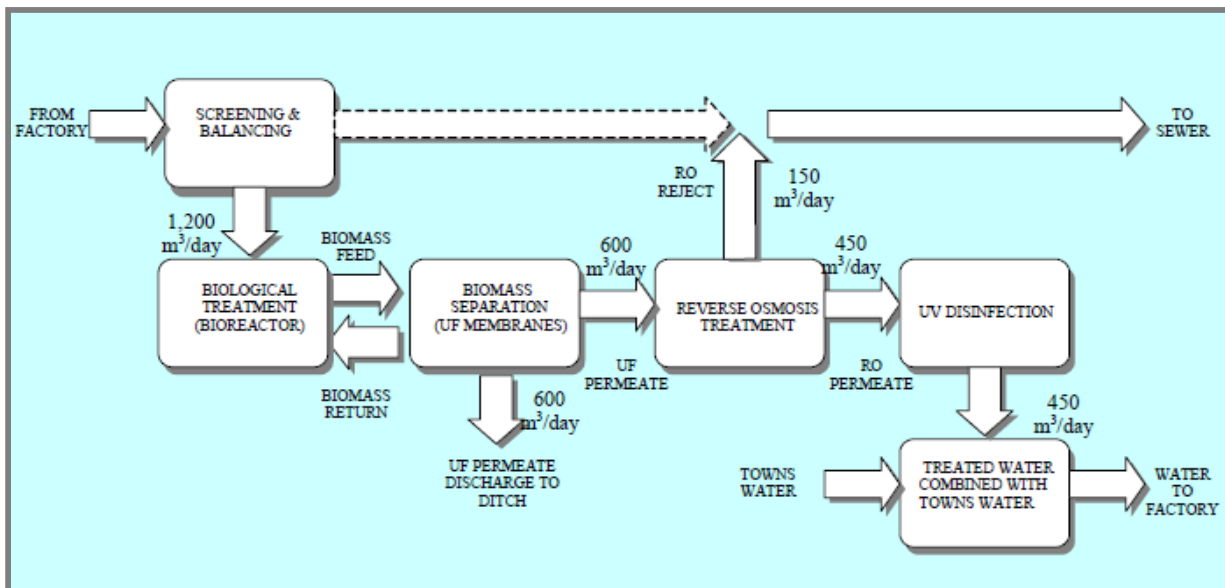 FROM
FACTORY
SCREENING &
BALANCING
TO
SEWER
RO
REJECT
150
m³/day
1,200
m³/day
BIOMASS
FEED
600
m³/day
450
m³/day
BIOLOGICAL
TREATMENT
(BIOREACTOR)
BIOMASS
SEPARATION
(UF MEMBRANES)
REVERSE OSMOSIS
TREATMENT
UV DISINFECTION
BIOMASS
RETURN
UF
PERMEATE
RO
PERMEATE
600
m³/day
450
m³/day
UF PERMEATE
DISCHARGE TO
DITCH
TOWNS
WATER
TREATED WATER
COMBINED WITH
TOWNS WATER
WATER
TO
FACTORY